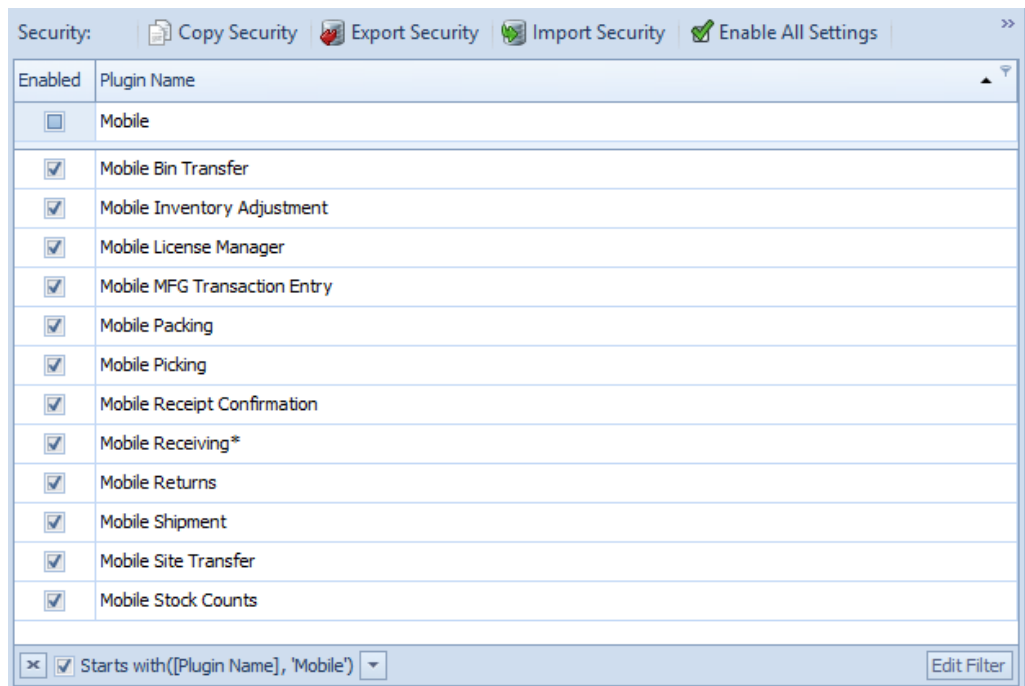 Security: Copy Security Export Security Import Security Enable All Settings »
Enabled Plugin Name
Mobile
Mobile Bin Transfer
Mobile Inventory Adjustment
Mobile License Manager
Mobile MFG Transaction Entry
Mobile Packing
Mobile Picking
Mobile Receipt Confirmation
Mobile Receiving*
Mobile Returns
Mobile Shipment
Mobile Site Transfer
Mobile Stock Counts
Starts with([Plugin Name], 'Mobile') Edit Filter